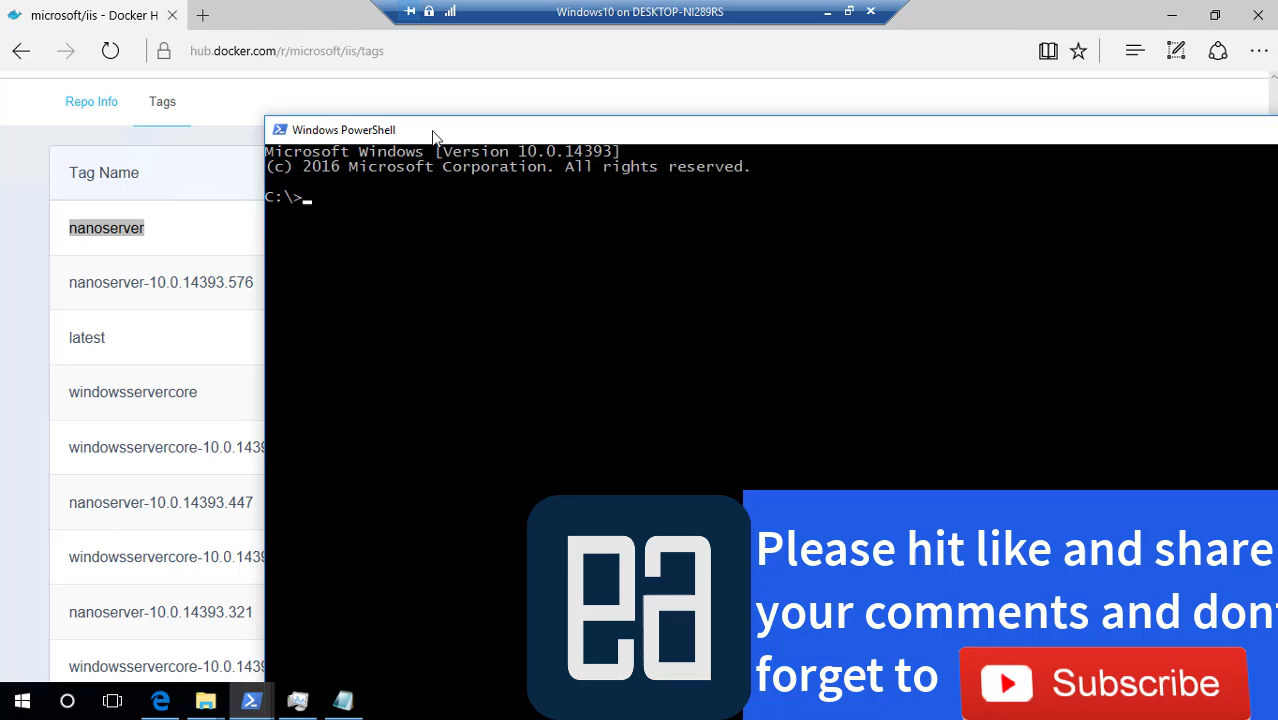 microsoft/iis - Docker H
Windows10 on DESKTOP-NI289RS
hub.docker.com/r/microsoft/iis/tags
Repo Info
Tags
Tag Name
nanoserver
nanoserver-10.0.14393.576
latest
windowsservercore
windowsservercore-10.0.1439
nanoserver-10.0.14393.447
windowsservercore-10.0.1439
nanoserver-10.0.14393.321
windowsservercore-10.0.1439
Windows PowerShell
Microsoft Windows [Version 10.0.14393]
(c) 2016 Microsoft Corporation. All rights reserved.
C:\>
ea
Please hit like and share
your comments and dont
forget to
Subscribe